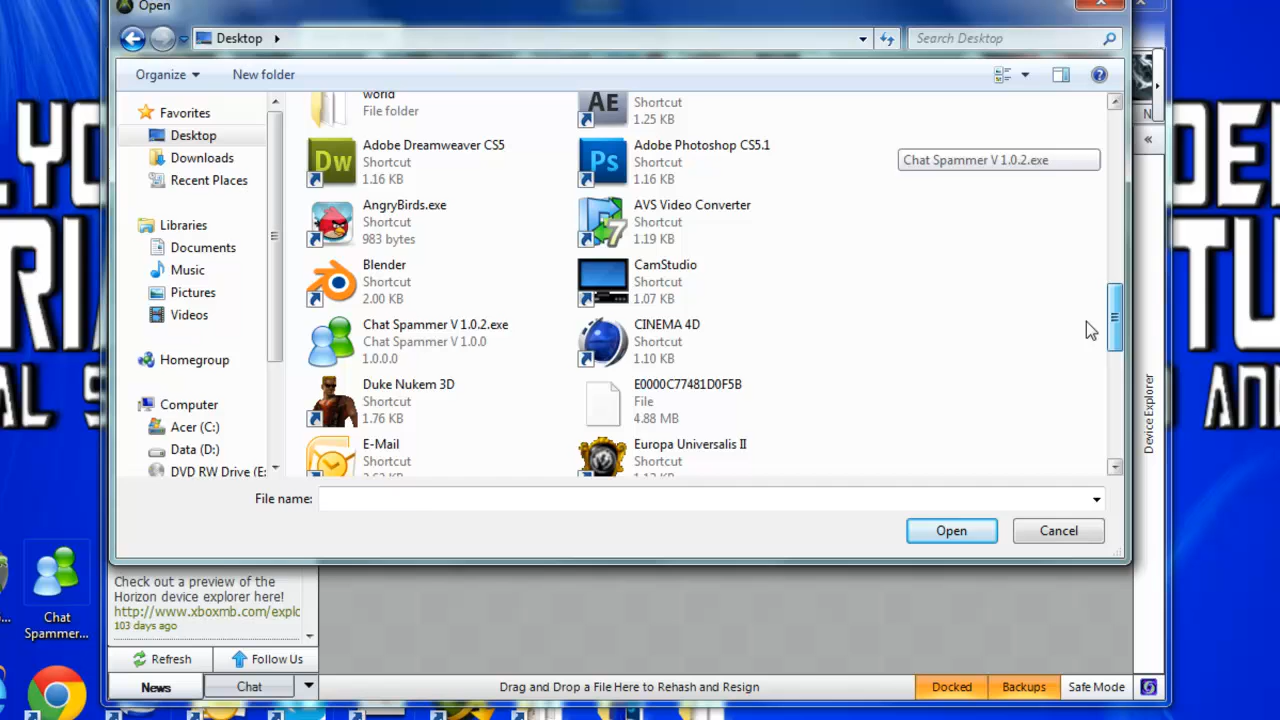 Open
Desktop
Search Desktop
Organize
New folder
Favorites
Desktop
Downloads
Recent Places
Libraries
Documents
Music
Pictures
Videos
Homegroup
Computer
Acer (C:)
Data (D:)
DVD RW Drive (E:
world
File folder
AE
Shortcut
1.25 KB
Dw
Adobe Dreamweaver CS5
Shortcut
1.16 KB
Ps
Adobe Photoshop CS5.1
Shortcut
1.16 KB
AngryBirds.exe
Shortcut
983 bytes
7
AVS Video Converter
Shortcut
1.19 KB
Blender
Shortcut
2.00 KB
CamStudio
Shortcut
1.07 KB
Chat Spammer V 1.0.2.exe
Chat Spammer V 1.0.0
1.0.0.0
CINEMA 4D
Shortcut
1.10 KB
Duke Nukem 3D
Shortcut
1.76 KB
E0000C77481D0F5B
File
4.88 MB
E-Mail
Shortcut
Europa Universalis II
Shortcut
Chat Spammer V 1.0.2.exe
File name:
Open
Cancel
Device Explorer
Chat
Spammer...
Check out a preview of the
Horizon device explorer here!
http://www.xboxmb.com/explc
103 days ago
Refresh
Follow Us
News
Chat
Drag and Drop a File Here to Rehash and Resign
Docked
Backups
Safe Mode